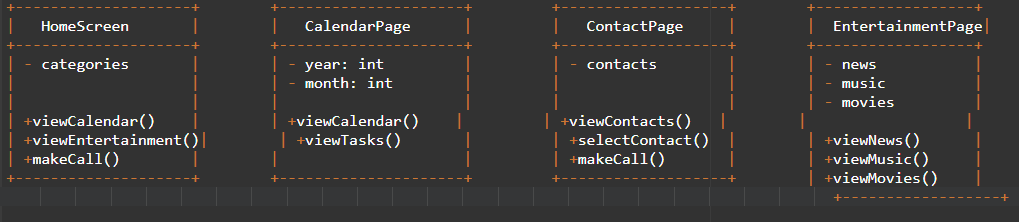 +-------------------+ +-------------------+ +-----------------+ +-----------------+
| HomeScreen | | CalendarPage | | ContactPage | | EntertainmentPage|
+-------------------+ +-------------------+ +-----------------+ +-----------------+
| - categories | | - year: int | | - contacts | | - news |
| | | - month: int | | | | - music |
| | | | | | | - movies |
| +viewCalendar() | | +viewCalendar() | | +viewContacts() | | |
| +viewEntertainment()| | +viewTasks() | | +selectContact() | | +viewNews() |
| +makeCall() | | | | +makeCall() | | +viewMusic() |
+-------------------+ +-------------------+ +-----------------+ | +viewMovies() |
+-----------------+